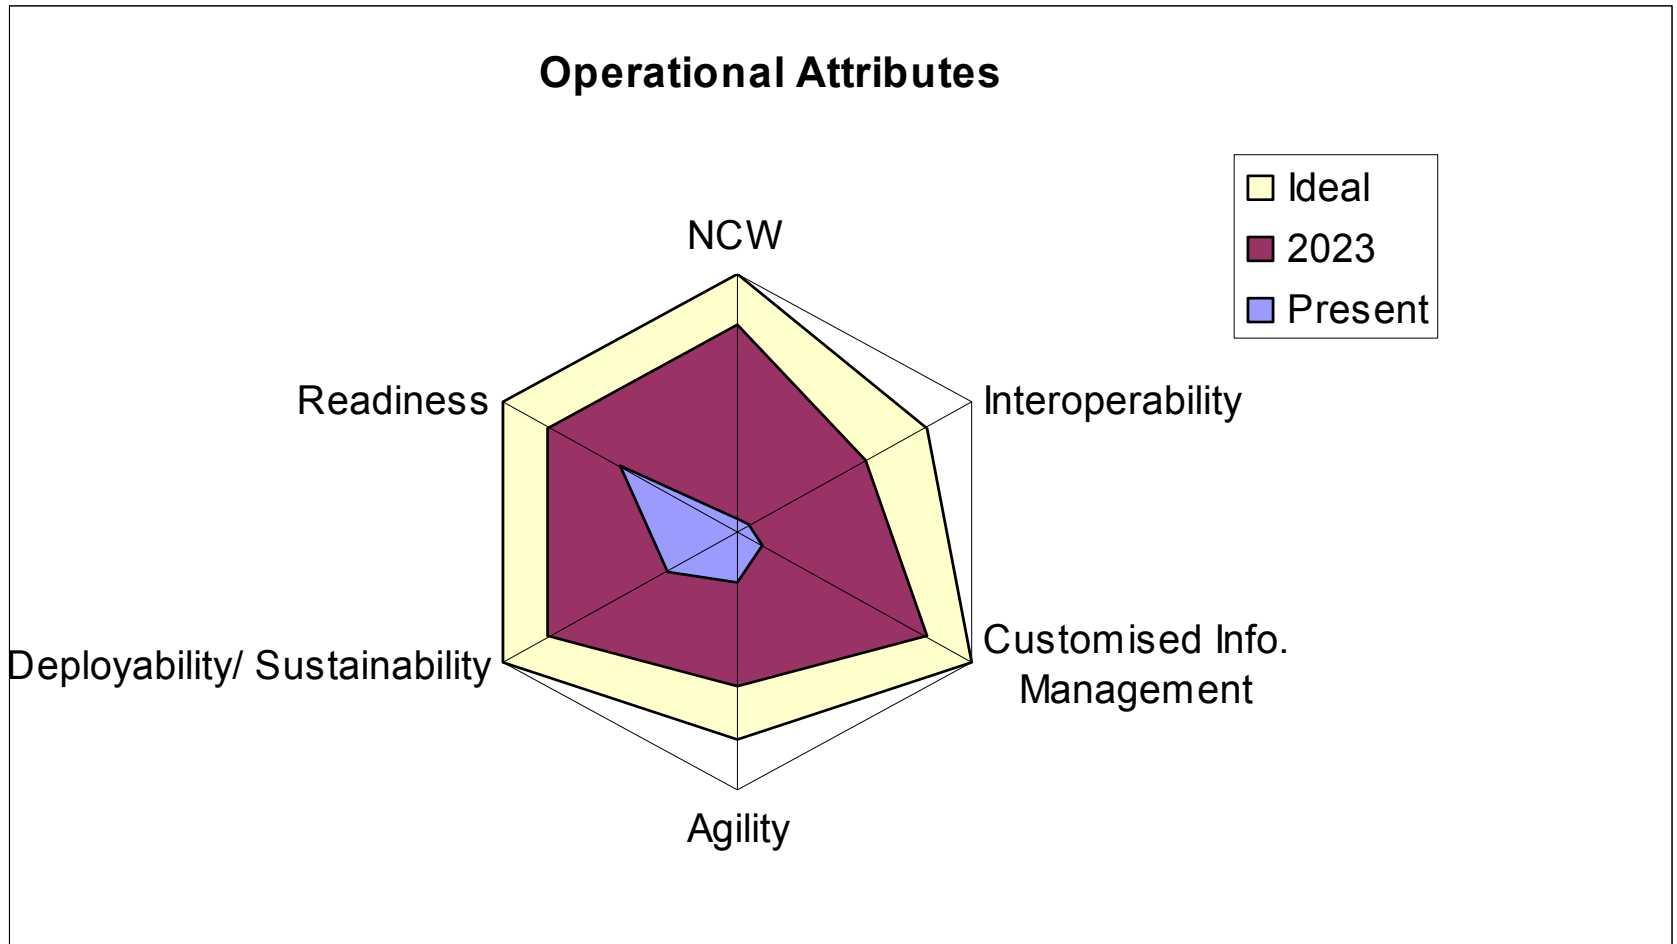 Operational Attributes
Ideal
2023
Present
NCW
Readiness
Interoperability
Deployability/ Sustainability
Customised Info.
Management
Agility